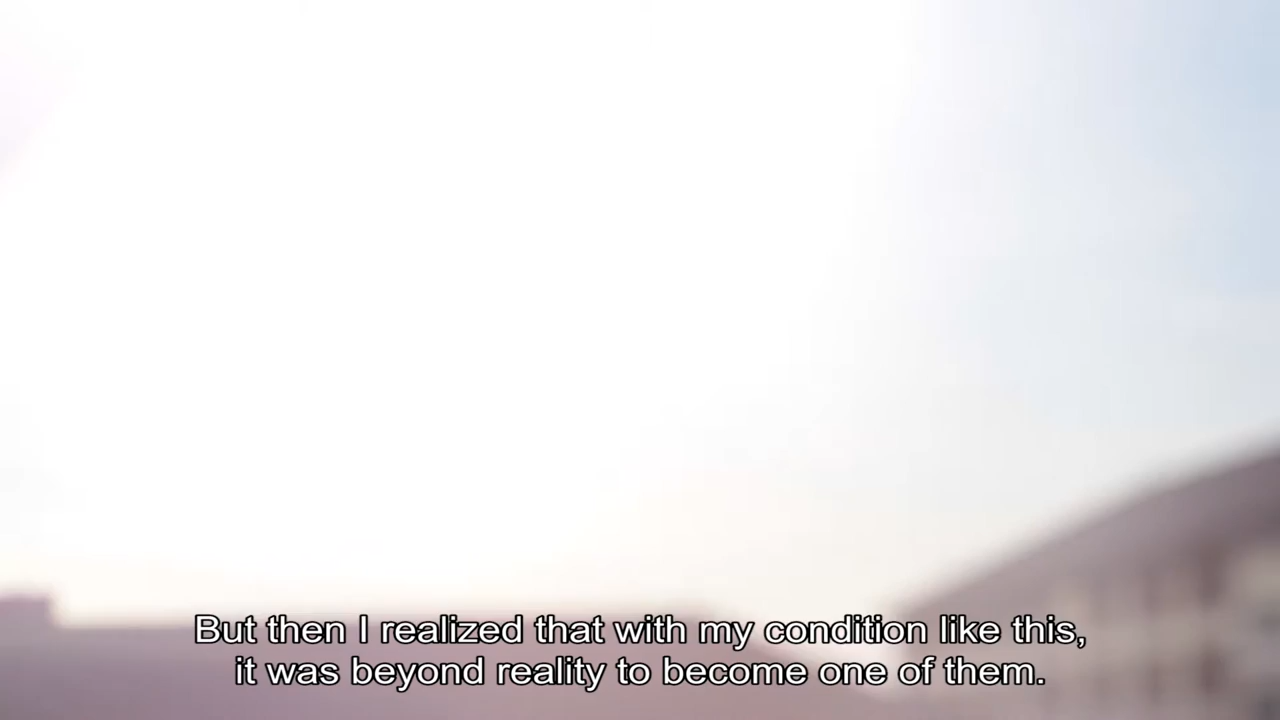 But then I realized that with my condition like this,
it was beyond reality to become one of them.